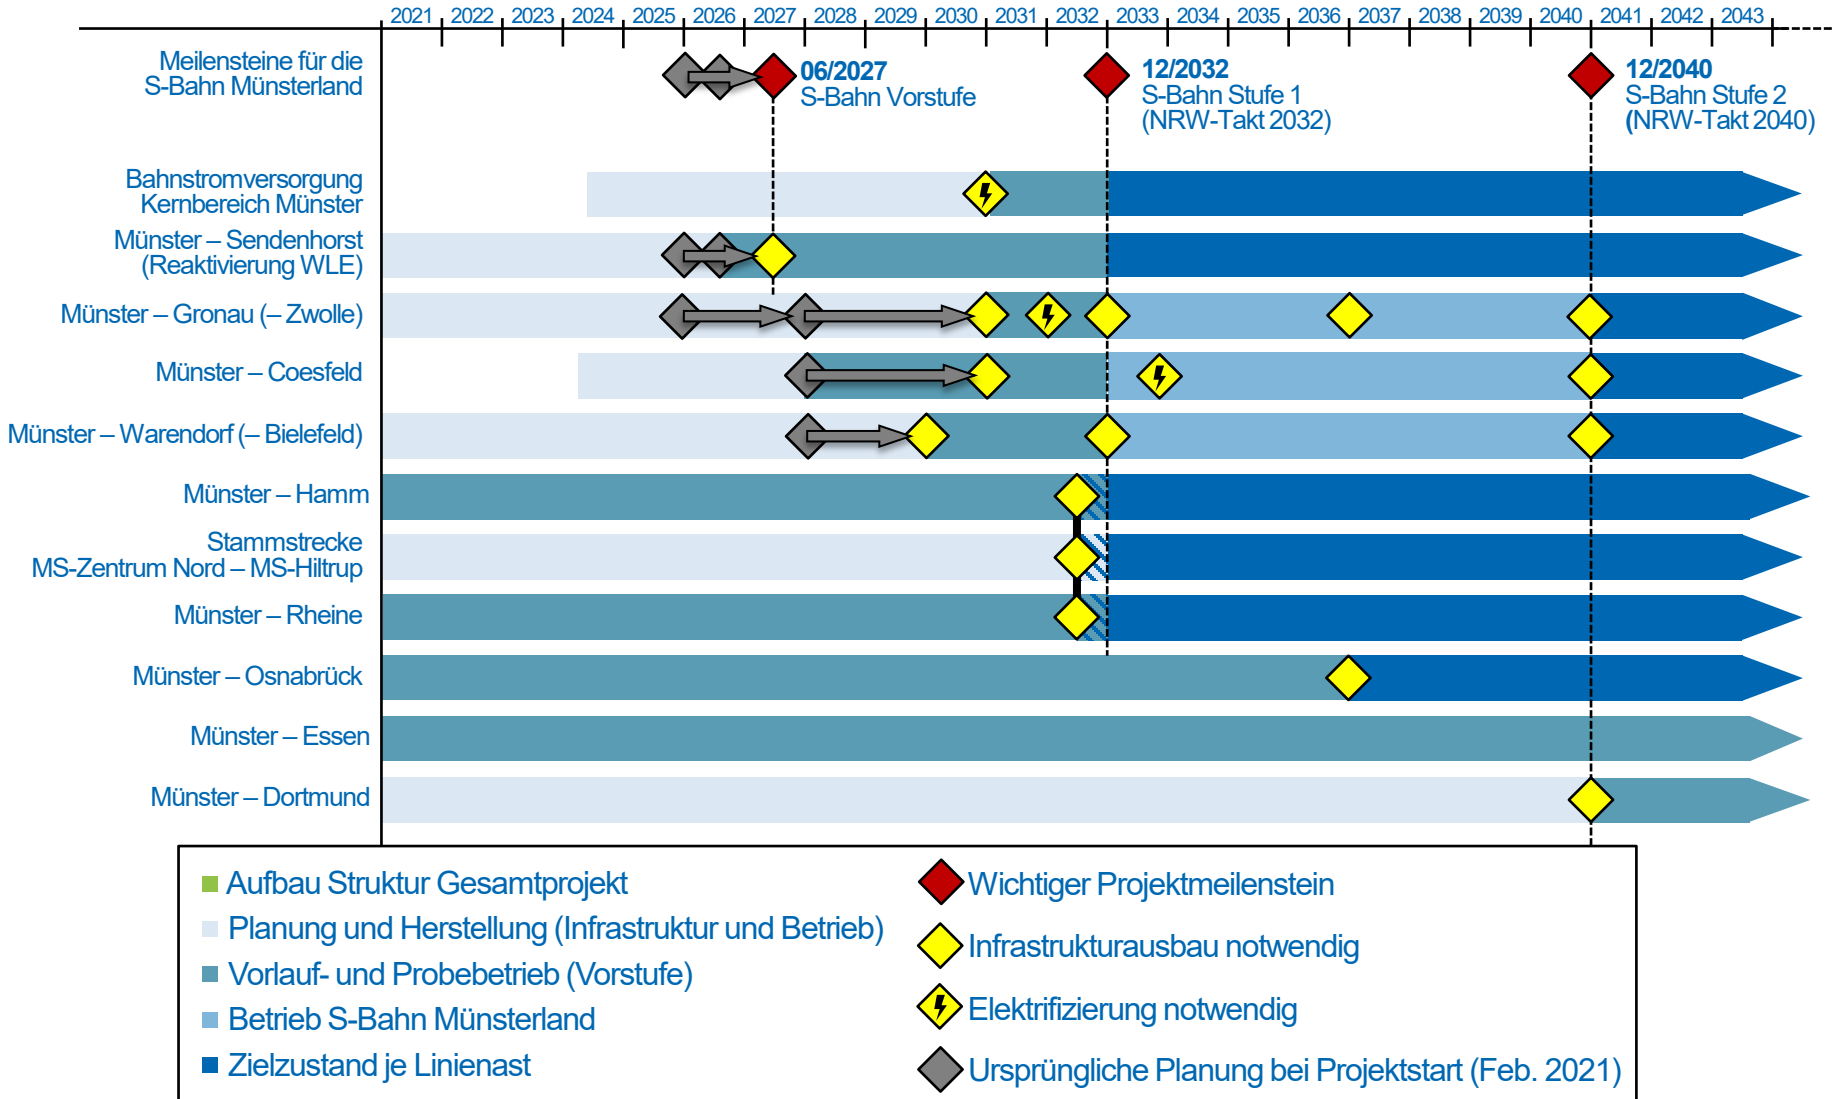 2021 2022 2023 2024 2025 2026 2027 2028 2029 2030 2031 2032 2033 2034 2035 2036 2037 2038 2039 2040 2041 2042 2043
Meilensteine für die
S-Bahn Münsterland
06/2027
S-Bahn Vorstufe
12/2032
S-Bahn Stufe 1
(NRW-Takt 2032)
12/2040
S-Bahn Stufe 2
(NRW-Takt 2040)
Bahnstromversorgung
Kernbereich Münster
Münster – Sendenhorst
(Reaktivierung WLE)
Münster – Gronau (– Zwolle)
Münster – Coesfeld
Münster – Warendorf (– Bielefeld)
Münster – Hamm
Stammstrecke
MS-Zentrum Nord – MS-Hiltrup
Münster – Rheine
Münster – Osnabrück
Münster – Essen
Münster – Dortmund
Aufbau Struktur Gesamtprojekt
Planung und Herstellung (Infrastruktur und Betrieb)
Vorlauf- und Probebetrieb (Vorstufe)
Betrieb S-Bahn Münsterland
Zielzustand je Linienast
Wichtiger Projektmeilenstein
Infrastrukturausbau notwendig
Elektrifizierung notwendig
Ursprüngliche Planung bei Projektstart (Feb. 2021)